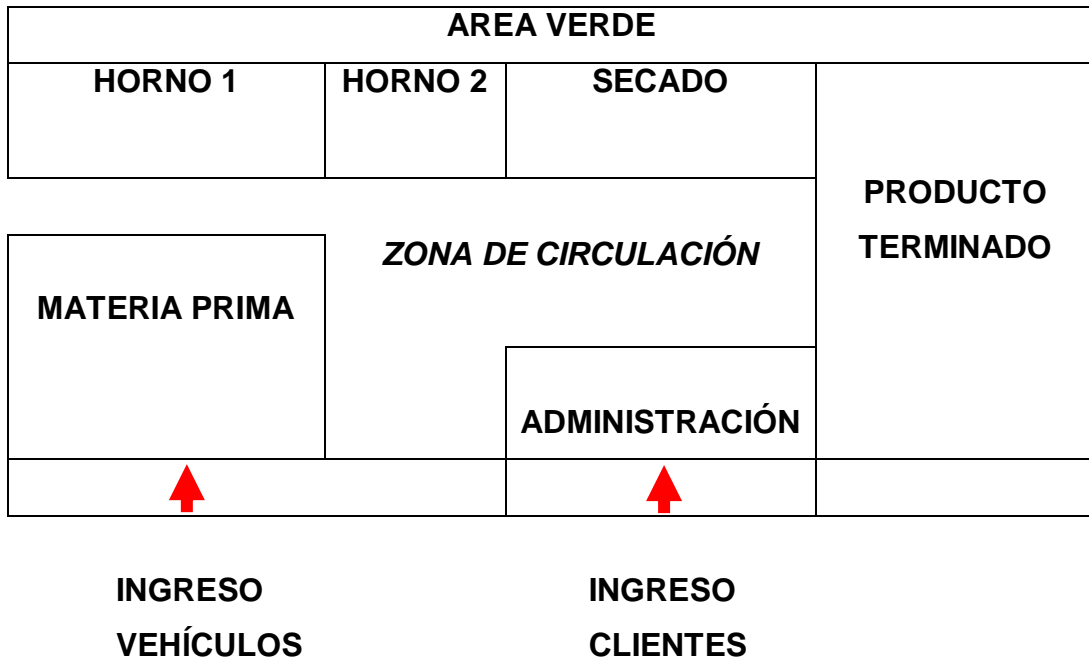 AREA VERDE
HORNO 1
HORNO 2
SECADO
PRODUCTO
TERMINADO
ZONA DE CIRCULACIÓN
MATERIA PRIMA
ADMINISTRACIÓN
INGRESO
VEHÍCULOS
INGRESO
CLIENTES